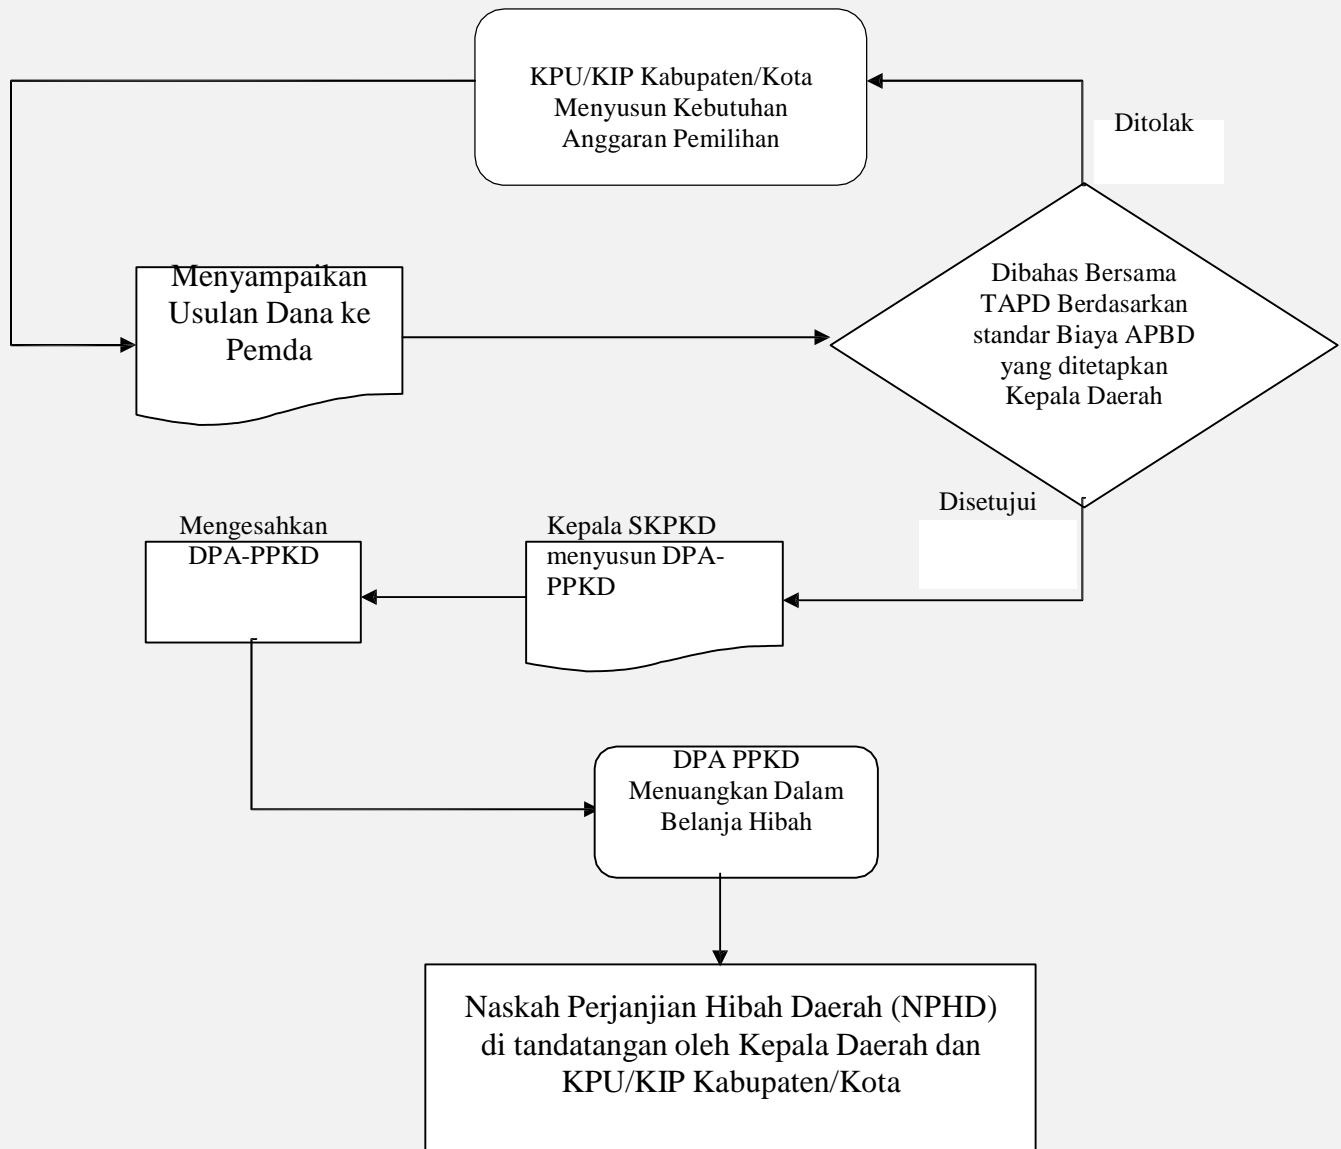 KPU/KIP Kabupaten/Kota
Menyusun Kebutuhan
Anggaran Pemilihan
Ditolak
Menyampaikan
Usulan Dana ke
Pemda
Dibahas Bersama
TAPD Berdasarkan
standar Biaya APBD
yang ditetapkan
Kepala Daerah
Disetujui
Kepala SKPKD
menyusun DPA-
PPKD
Mengesahkan
DPA-PPKD
DPA PPKD
Menuangkan Dalam
Belanja Hibah
Naskah Perjanjian Hibah Daerah (NPHD)
di tandatangan oleh Kepala Daerah dan
KPU/KIP Kabupaten/Kota